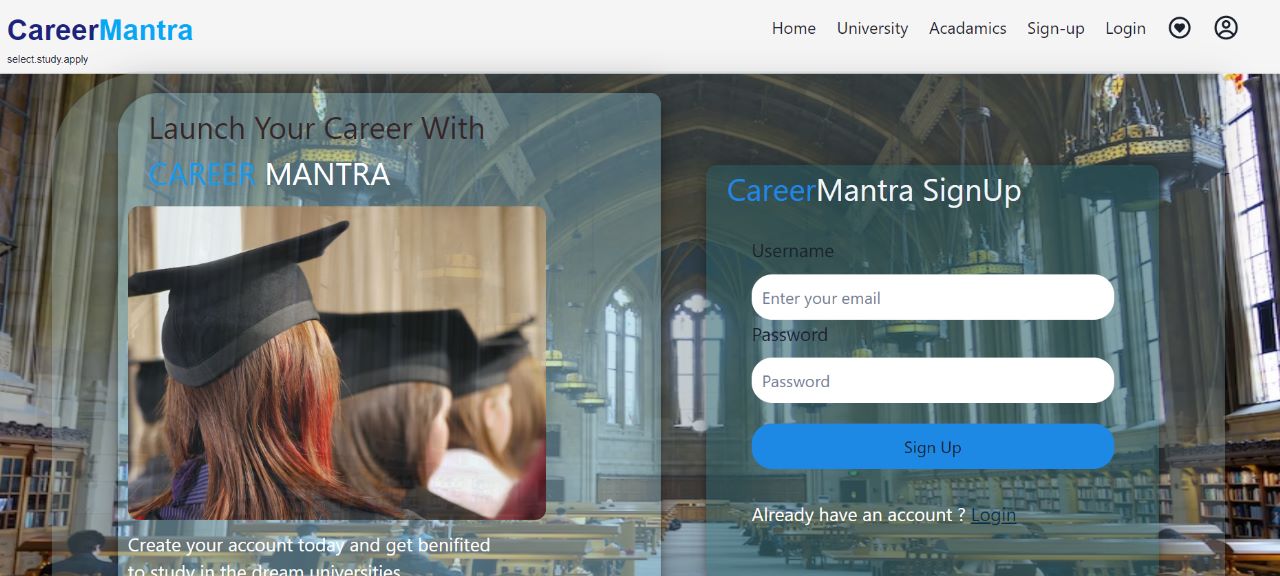 CareerMantra
select.study.apply
Home University Acadamics Sign-up Login
Launch Your Career With
CAREER MANTRA
Create your account today and get benifited
to study in the dream universities
CareerMantra SignUp
Username
Enter your email
Password
Password
Sign Up
Already have an account ? Login